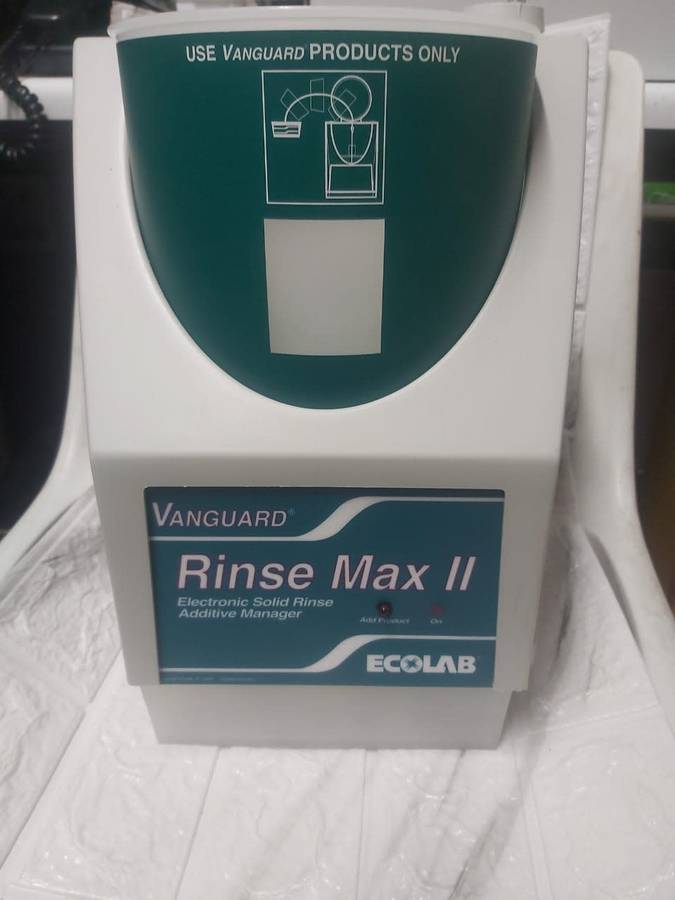 USE VANGUARD PRODUCTS ONLY
VANGUARD®
Rinse Max II
Electronic Solid Rinse
Additive Manager
Add Product On
ECOLAB